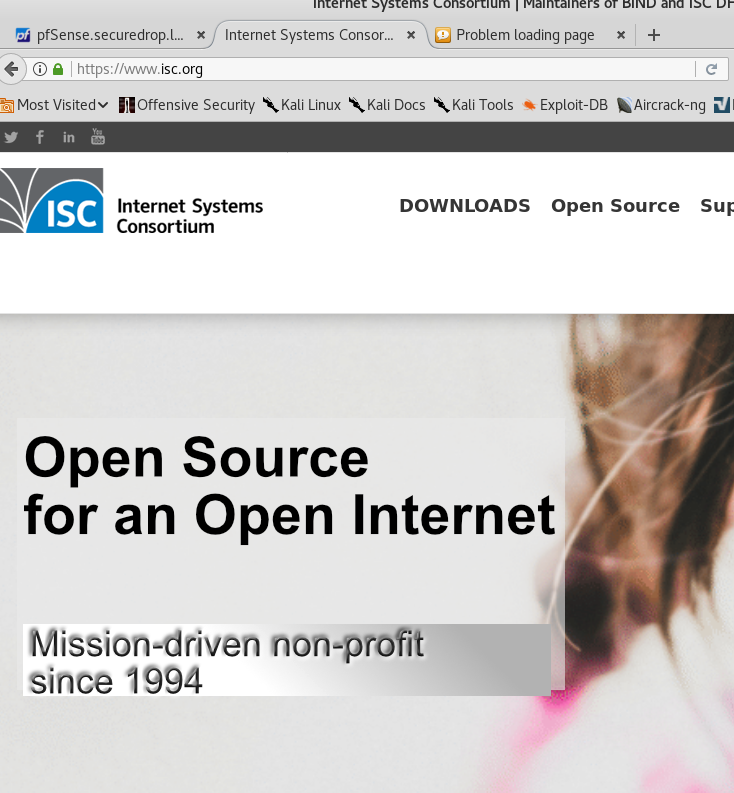 Internet Systems Consortium | Maintainers of BIND and ISC DH
pfSense.securedrop.l... Internet Systems Consor... Problem loading page
https://www.isc.org
Most Visited Offensive Security Kali Linux Kali Docs Kali Tools Exploit-DB Aircrack-ng
You
Tube
ISC Internet Systems
Consortium
DOWNLOADS Open Source Sup
Open Source
for an Open Internet
Mission-driven non-profit
since 1994